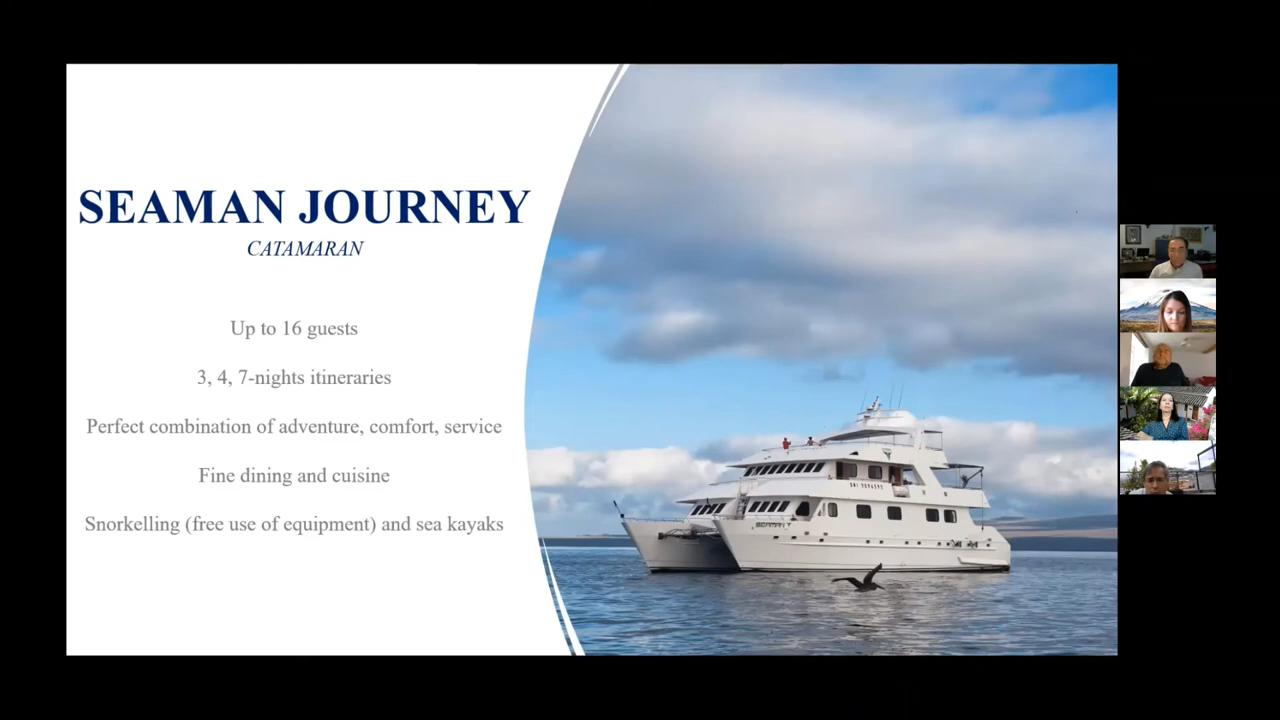 SEAMAN JOURNEY
CATAMARAN
Up to 16 guests
3, 4, 7-nights itineraries
Perfect combination of adventure, comfort, service
Fine dining and cuisine
Snorkelling (free use of equipment) and sea kayaks